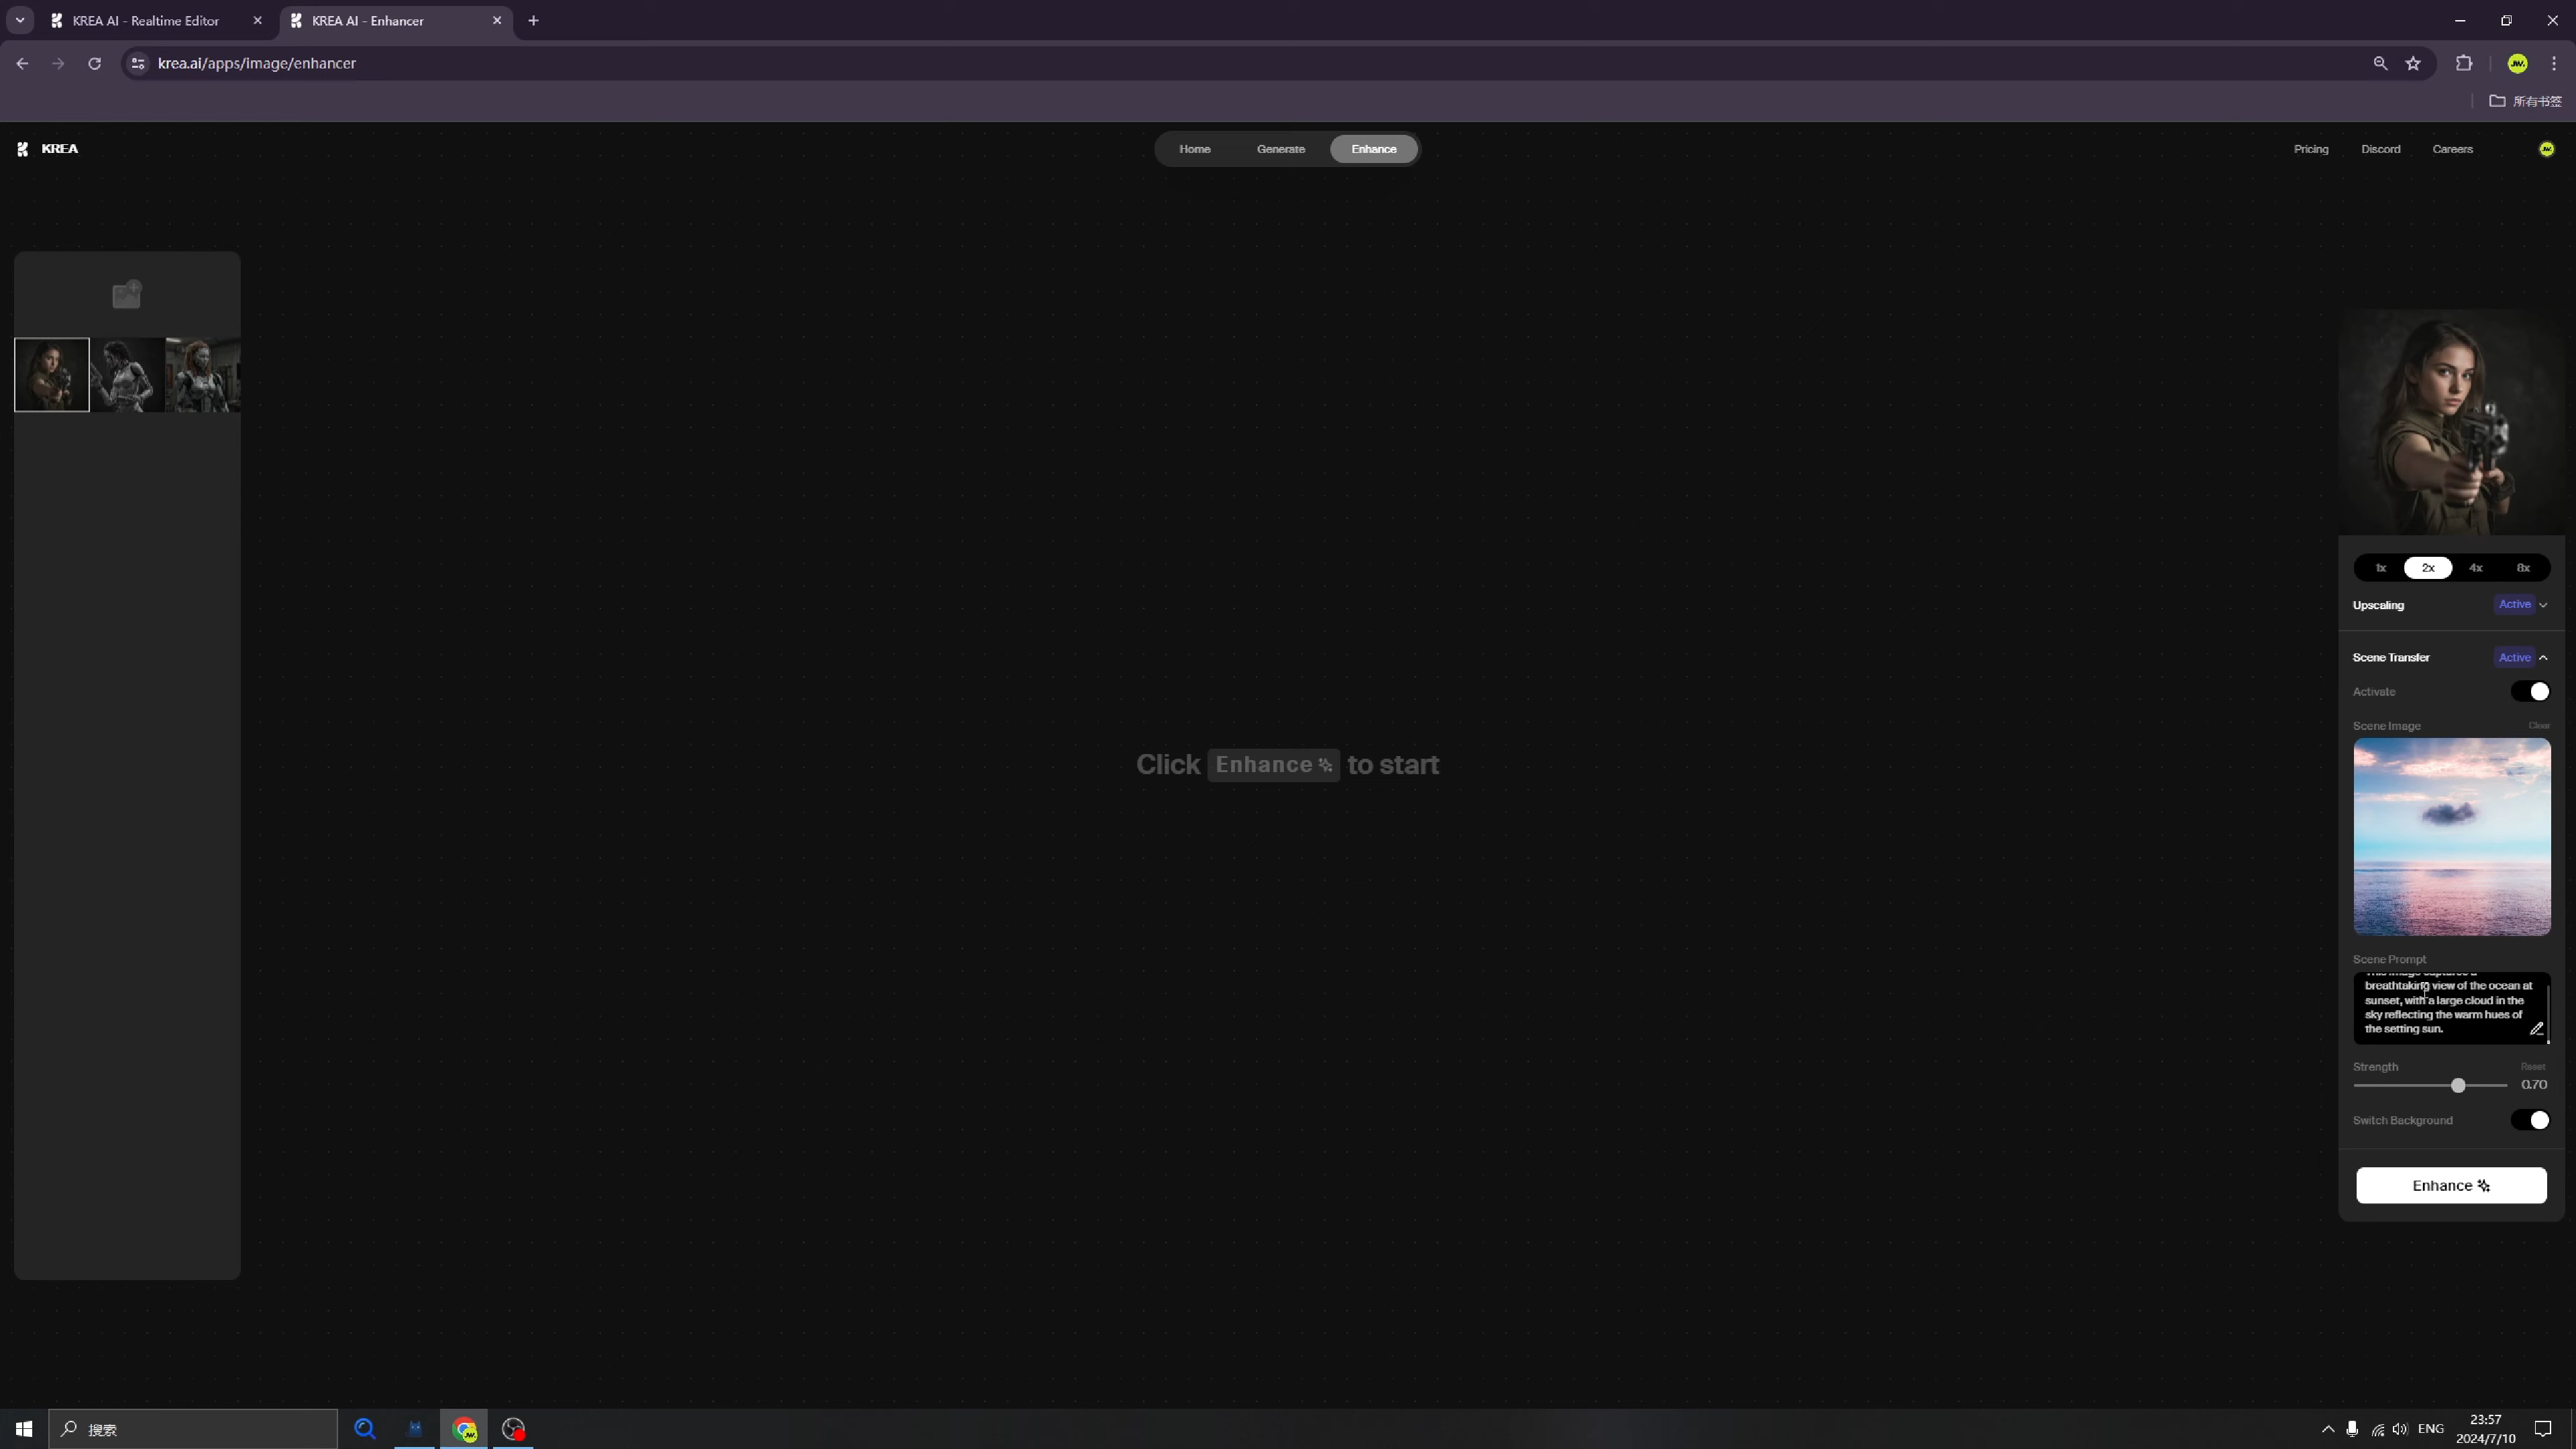 KREA AI - Realtime Editor
KREA AI - Enhancer
krea.ai/apps/image/enhancer
所有书签
KREA
Home
Generate
Enhance
Pricing
Discord
Careers
1x
2x
4x
8x
Upscaling
Active
Scene Transfer
Active
Activate
Scene Image
Clear
Click Enhance to start
Scene Prompt
This image captures a
breathtaking view of the ocean at
sunset, with a large cloud in the
sky reflecting the warm hues of
the setting sun.
Strength
Reset
0.70
Switch Background
Enhance
搜索
ENG
23:57
2024/7/10